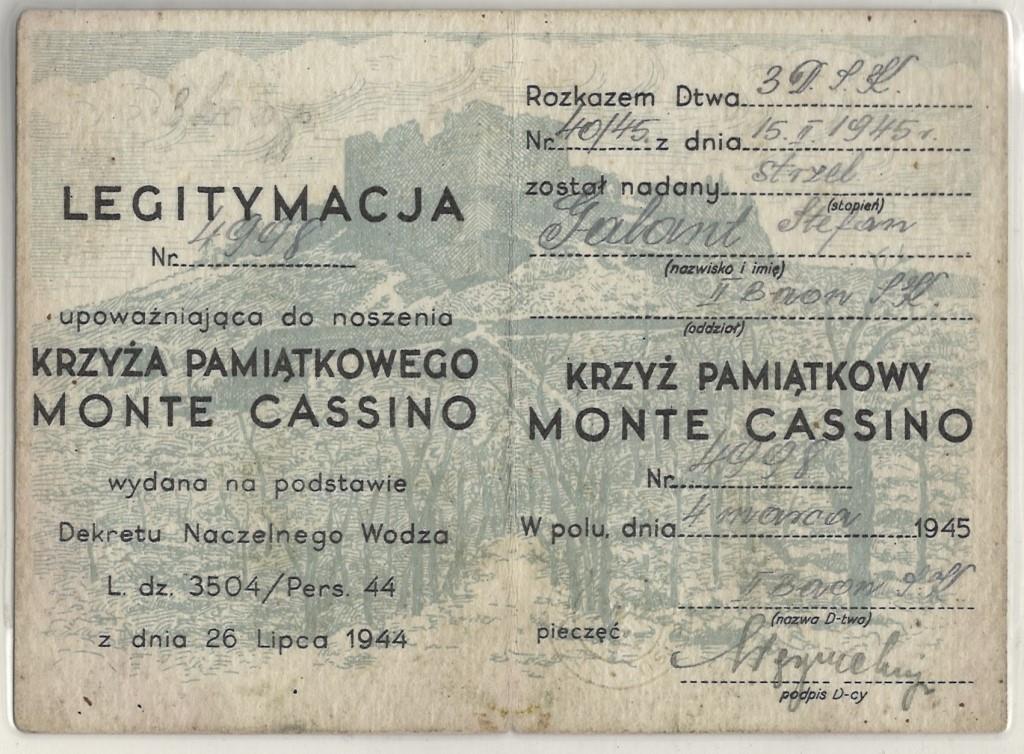 LEGITYMACJA
Nr. 4998
upoważniająca do noszenia
KRZYŻA PAMIĄTKOWEGO
MONTE CASSINO
wydana na podstawie
Dekretu Naczelnego Wodza
L. dz. 3504/Pers. 44
z dnia 26 Lipca 1944
Rozkazem Dtwa 3 D.S.K.
Nr. 40/45. z dnia 15.II.1945r.
został nadany strzel
(stopień)
Galant Stefan
(nazwisko i imię)
II Baon S.K.
(oddział)
KRZYŻ PAMIĄTKOWY
MONTE CASSINO
Nr. 4998
W polu, dnia 4 marca 1945
Baon S.K
(nazwa D-twa)
pieczęć
podpis D-cy